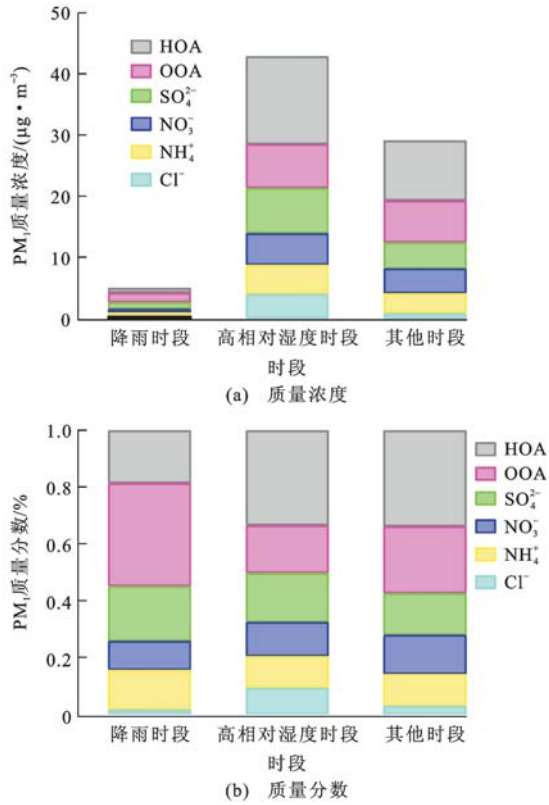 50
40
30
20
10
0
PM₁质量浓度/(μg·m⁻³)
HOA
OOA
SO₄²⁻
NO₃⁻
NH₄⁺
Cl⁻
降雨时段 高相对湿度时段 其他时段
时段
(a) 质量浓度
1.0
0.8
0.6
0.4
0.2
0
PM₁质量分数/%
HOA
OOA
SO₄²⁻
NO₃⁻
NH₄⁺
Cl⁻
降雨时段 高相对湿度时段 其他时段
时段
(b) 质量分数